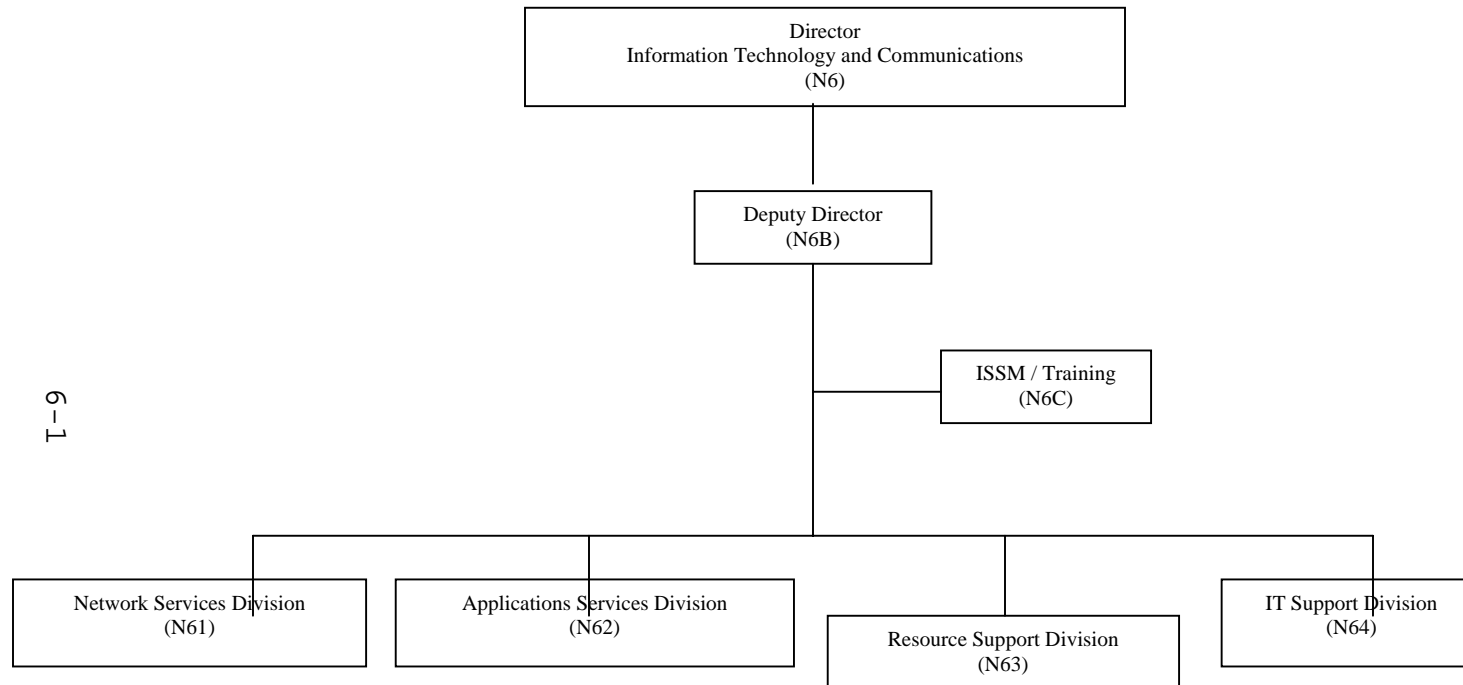 Director
Information Technology and Communications
(N6)
Deputy Director
(N6B)
ISSM / Training
(N6C)
6-1
Network Services Division
(N61)
Applications Services Division
(N62)
Resource Support Division
(N63)
IT Support Division
(N64)